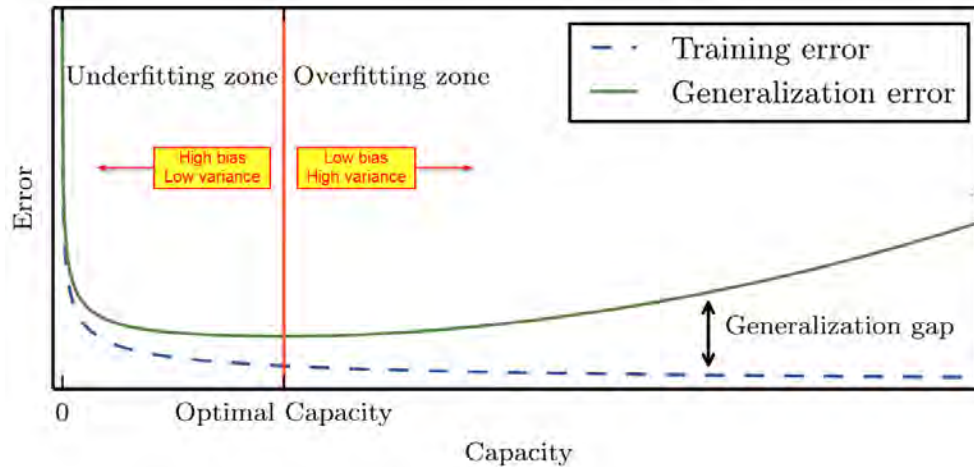 Training error
Generalization error
Underfitting zone
Overfitting zone
High bias
Low variance
Low bias
High variance
Error
Generalization gap
0
Optimal Capacity
Capacity